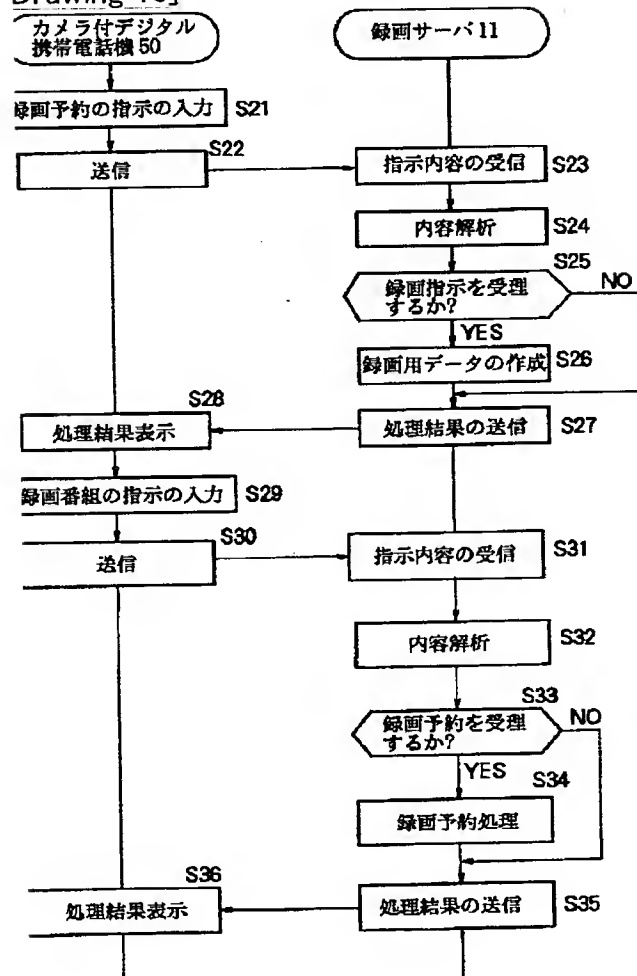 カメラ付デジタル
携帯電話機50
録画サーバ11
録画予約の指示の入力 S21
送信 S22
指示内容の受信 S23
内容解析 S24
S25
録画指示を受理
するか?
NO
YES
録画用データの作成 S26
処理結果の送信 S27
処理結果表示 S28
録画番組の指示の入力 S29
送信 S30
指示内容の受信 S31
内容解析 S32
S33
録画予約を受理
するか?
NO
YES
録画予約処理 S34
処理結果の送信 S35
処理結果表示 S36